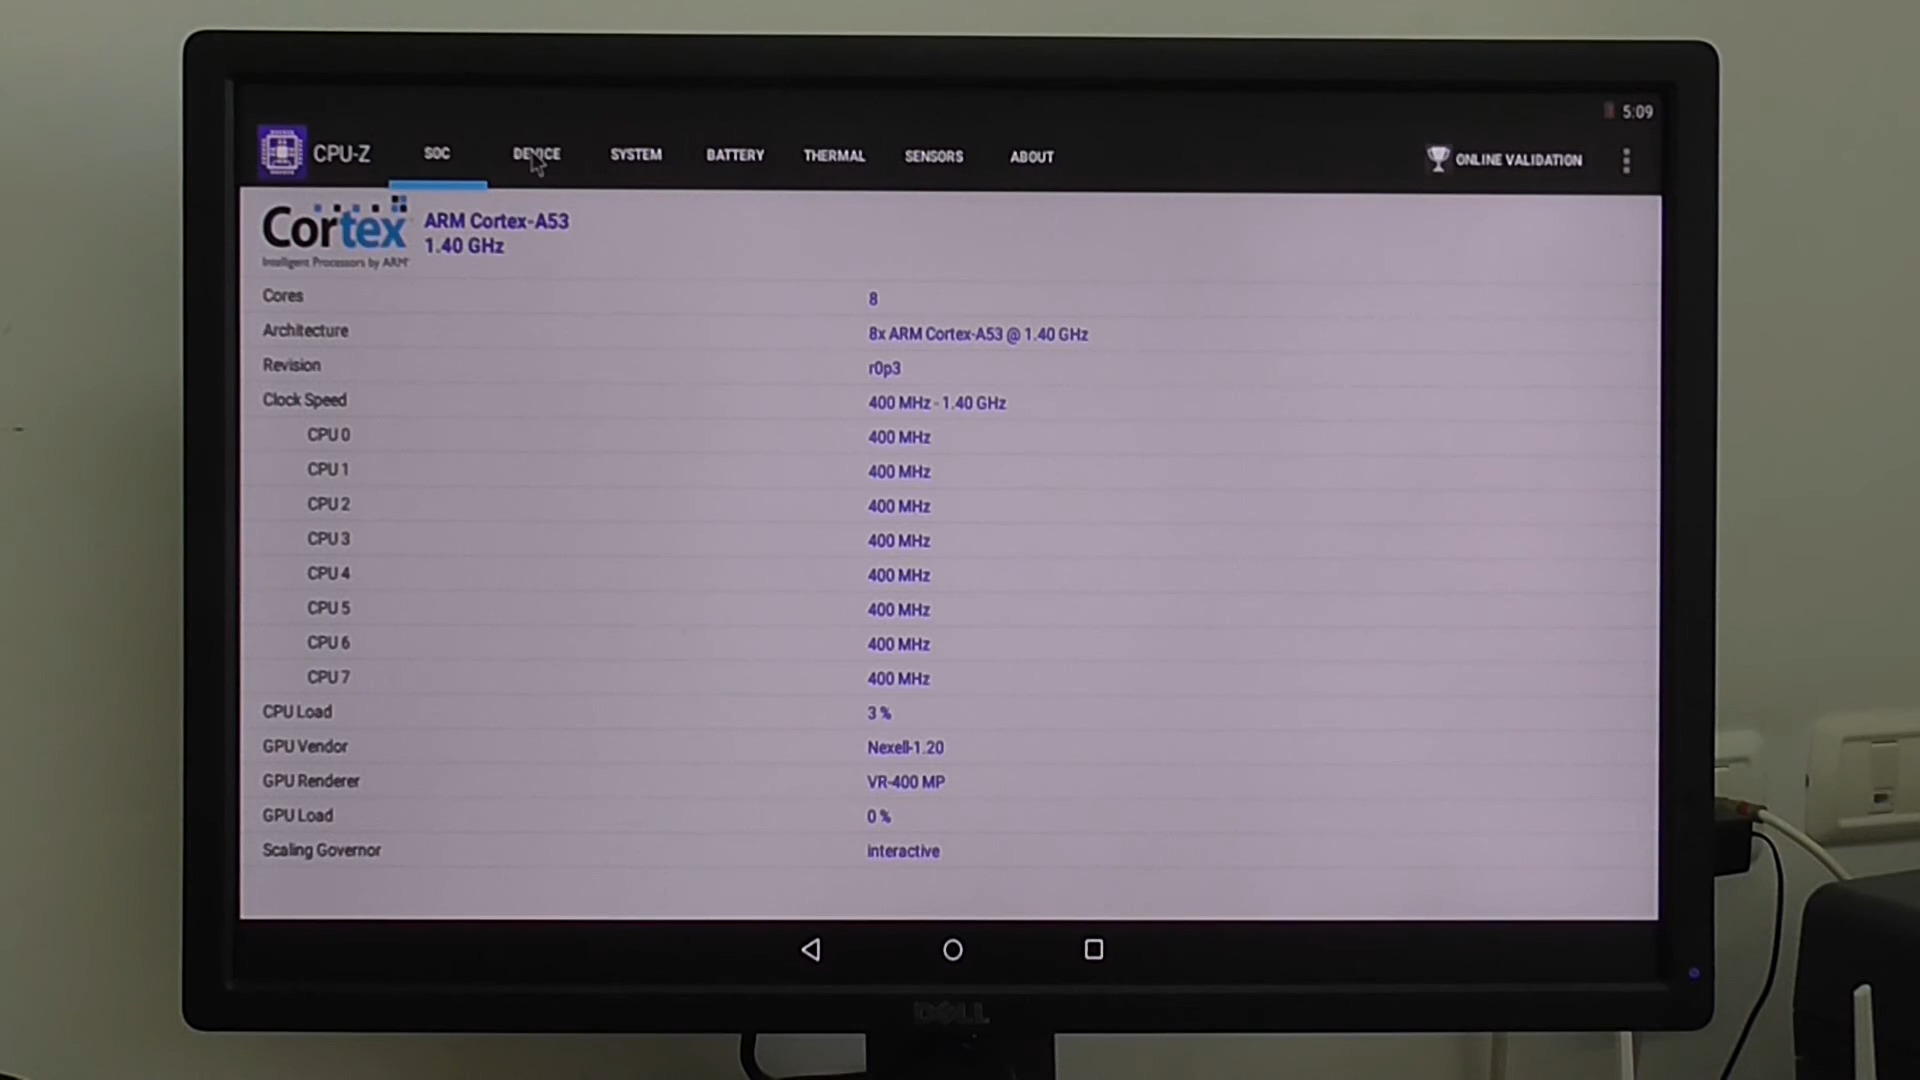 5:09
CPU-Z SOC DEVICE SYSTEM BATTERY THERMAL SENSORS ABOUT ONLINE VALIDATION
Cortex
Intelligent Processors by ARM
ARM Cortex-A53
1.40 GHz
Cores 8
Architecture 8x ARM Cortex-A53 @ 1.40 GHz
Revision r0p3
Clock Speed 400 MHz - 1.40 GHz
CPU 0 400 MHz
CPU 1 400 MHz
CPU 2 400 MHz
CPU 3 400 MHz
CPU 4 400 MHz
CPU 5 400 MHz
CPU 6 400 MHz
CPU 7 400 MHz
CPU Load 3 %
GPU Vendor Nexell-1.20
GPU Renderer VR-400 MP
GPU Load 0 %
Scaling Governor interactive
DELL